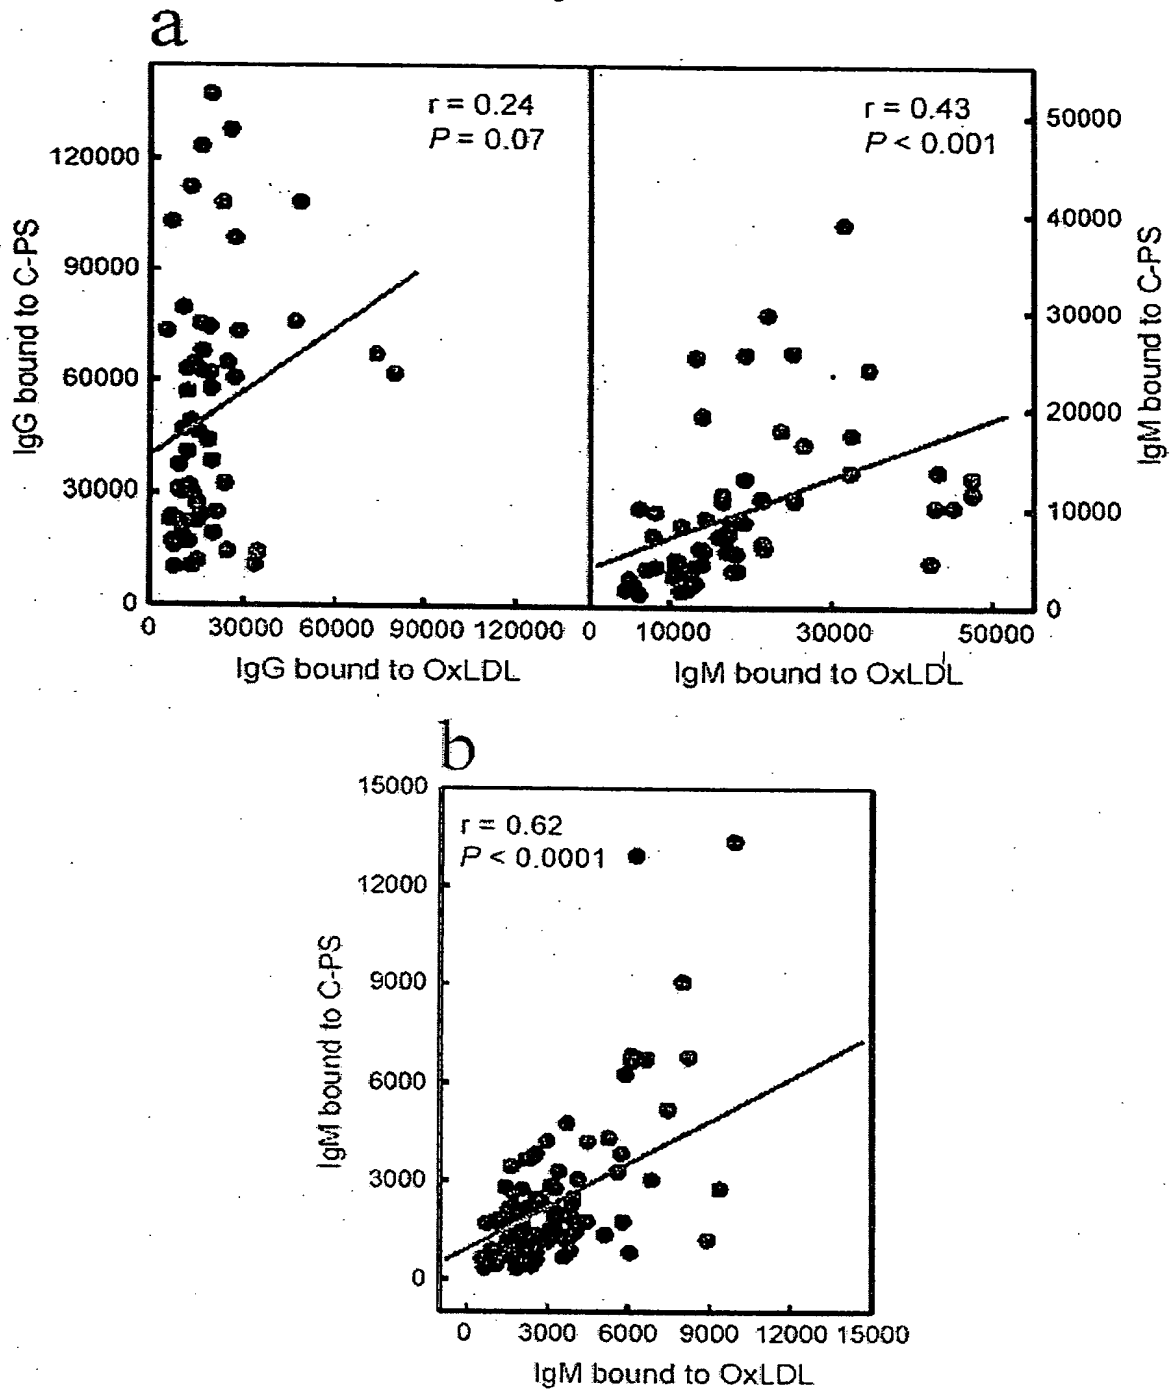 a
r = 0.24
P = 0.07
r = 0.43
P < 0.001
IgG bound to C-PS
120000
90000
60000
30000
0
50000
40000
30000
20000
10000
0
IgM bound to C-PS
0 30000 60000 90000 120000
0 10000 30000 50000
IgG bound to OxLDL
IgM bound to OxLDL
b
r = 0.62
P < 0.0001
IgM bound to C-PS
15000
12000
9000
6000
3000
0
0 3000 6000 9000 12000 15000
IgM bound to OxLDL